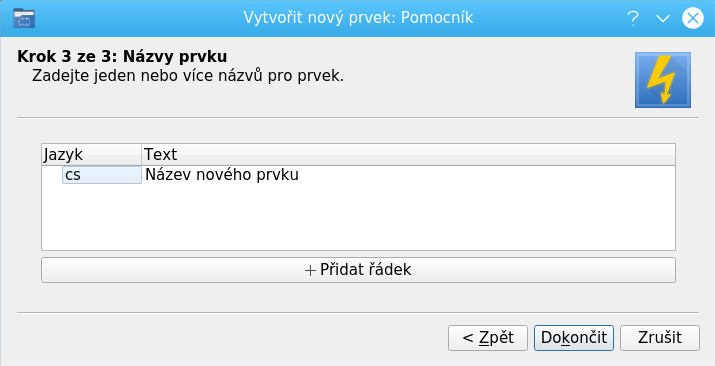 Vytvořit nový prvek: Pomocník
Krok 3 ze 3: Názvy prvku
Zadejte jeden nebo více názvů pro prvek.
Jazyk Text
cs Název nového prvku
Přidat řádek
< Zpět Dokončit Zrušit